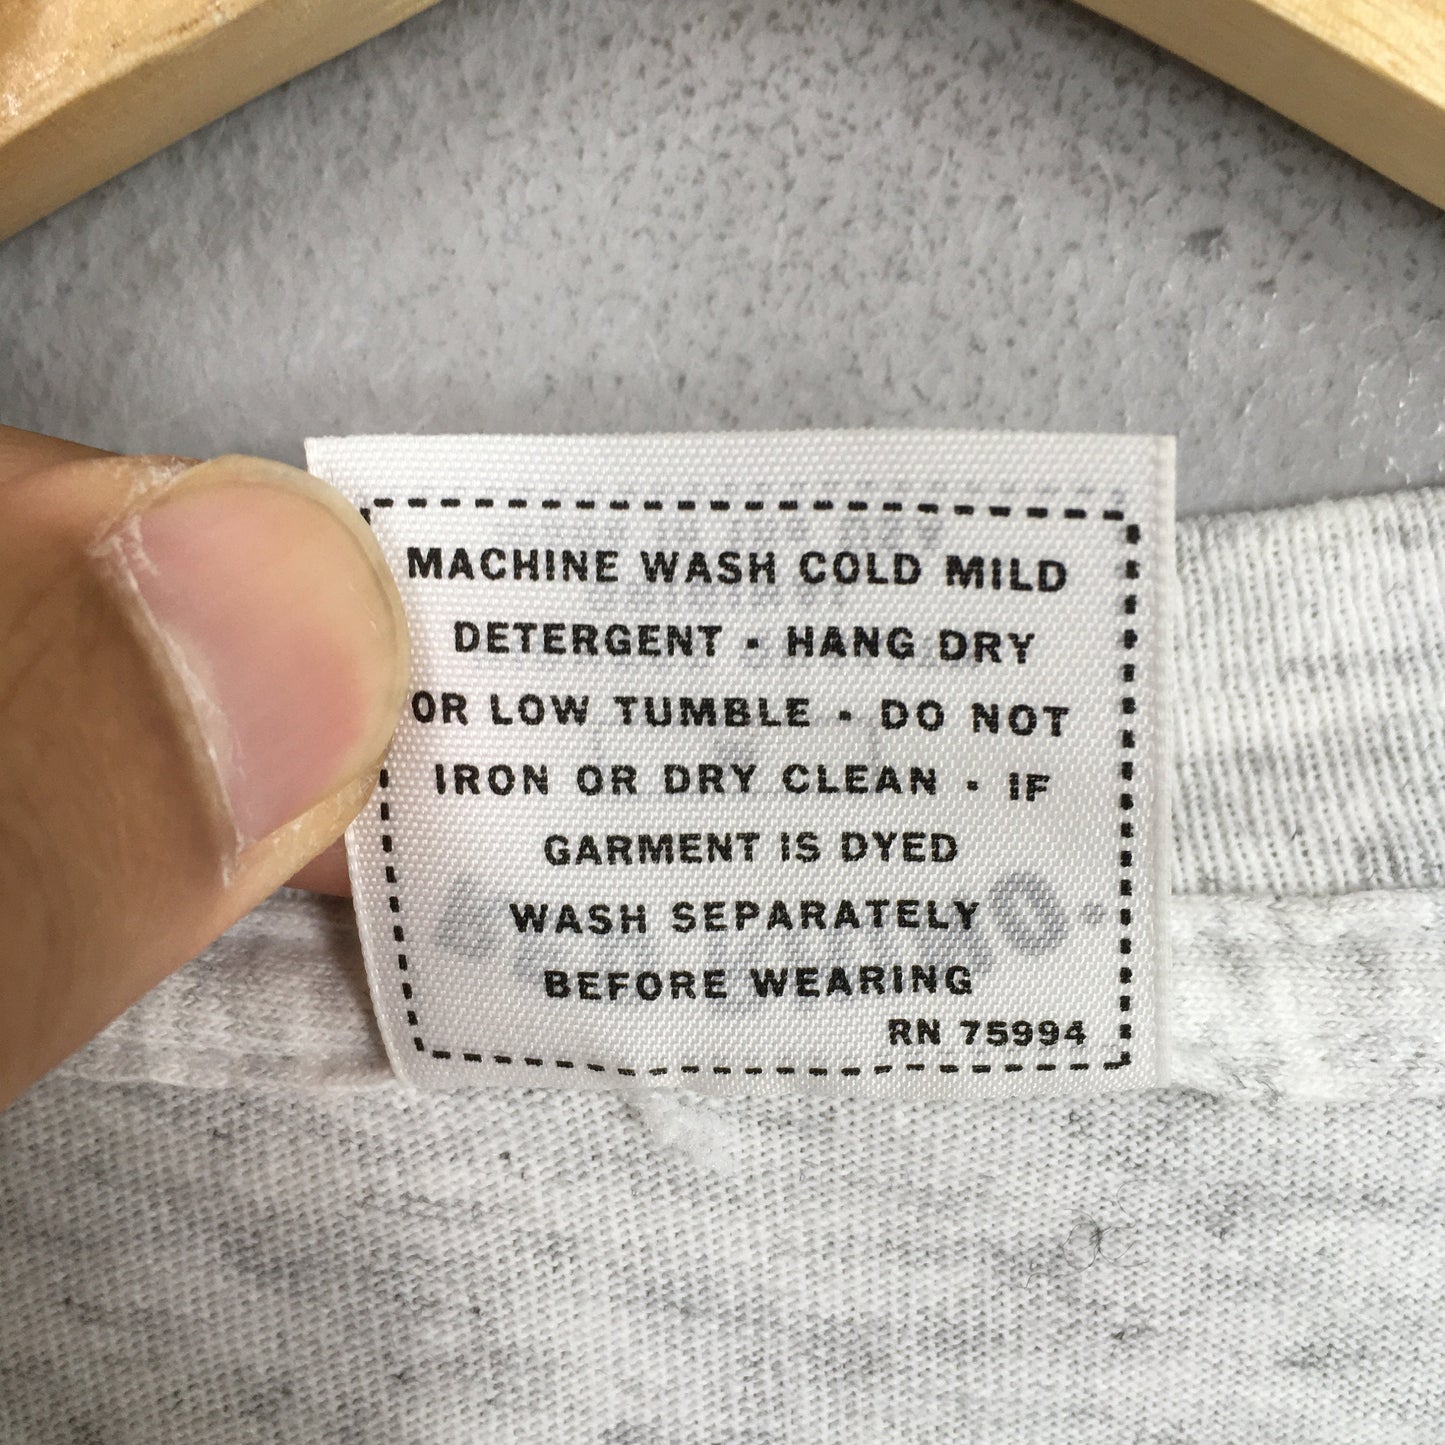 MACHINE WASH COLD MILD
DETERGENT · HANG DRY
OR LOW TUMBLE · DO NOT
IRON OR DRY CLEAN · IF
GARMENT IS DYED
WASH SEPARATELY
BEFORE WEARING
RN 75994